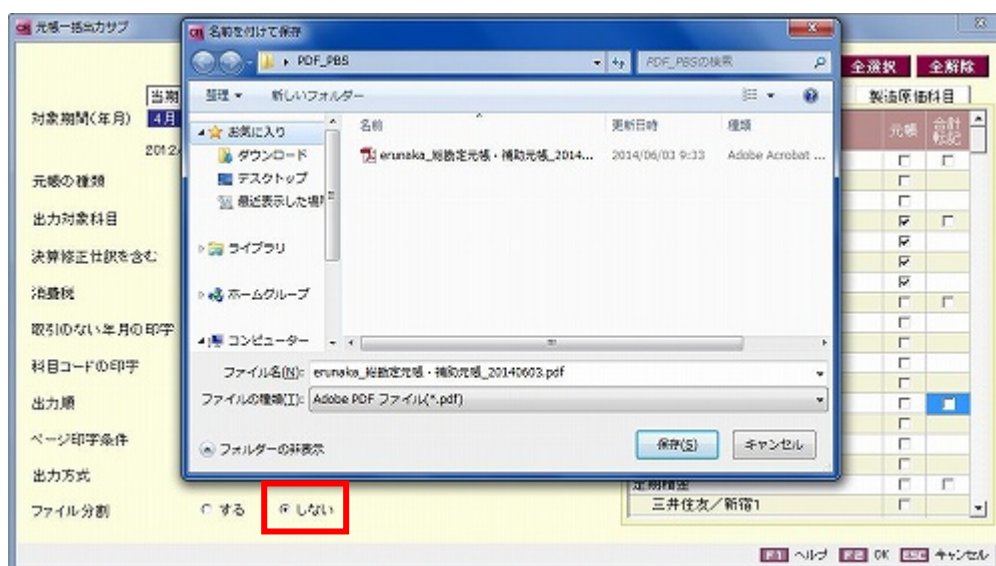 元帳一括出力サブ
名前を付けて保存
PDF_PBS
PDF_PBSの検索
全選択 全解除
整理 新しいフォルダー
当期
製造原価科目
対象期間(年月) 4月
お気に入り
名前 更新日時 種類
元帳 合計転記
ダウンロード
erunaka_総勘定元帳・補助元帳_2014... 2014/06/03 9:33 Adobe Acrobat ...
元帳の種類
デスクトップ
最近表示した場所
出力対象科目
ライブラリ
決算修正仕訳を含む
消費税
ホームグループ
取引のない年月の印字
コンピューター
科目コードの印字
ファイル名(N): erunaka_総勘定元帳・補助元帳_20140603.pdf
出力順
ファイルの種類(T): Adobe PDF ファイル(*.pdf)
ページ印字条件
フォルダーの非表示
保存(S) キャンセル
出力方式
定期積金
ファイル分割 する しない
三井住友/新宿1
F1 ヘルプ F12 OK ESC キャンセル